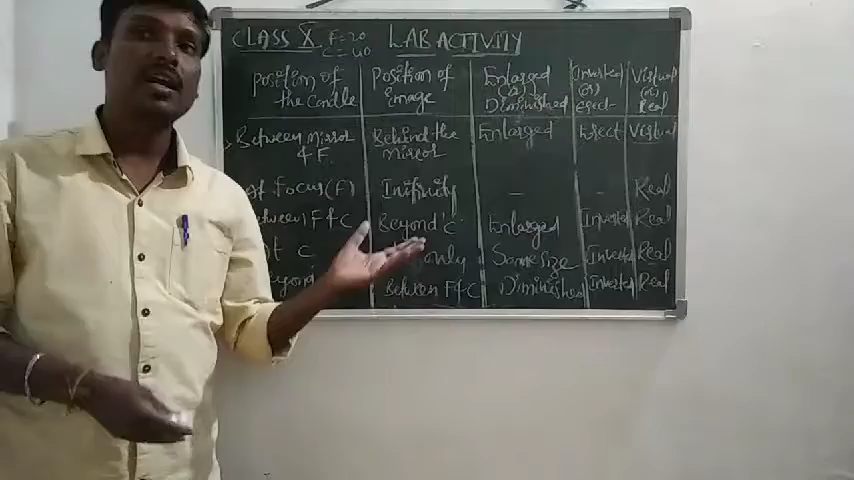 CLASS X F=20 LAB ACTIVITY
C=40
Position of the Candle Position of image Enlarged (or) Diminished Inverted (or) erect Virtual (or) Real
Between Mirror & F Behind the mirror Enlarged Erect Virtual
Focus (F) Infinity - - Real
between F & C Beyond 'C' Enlarged Inverted Real
C only Same size Inverted Real
Beyond Between F & C Diminished Inverted Real